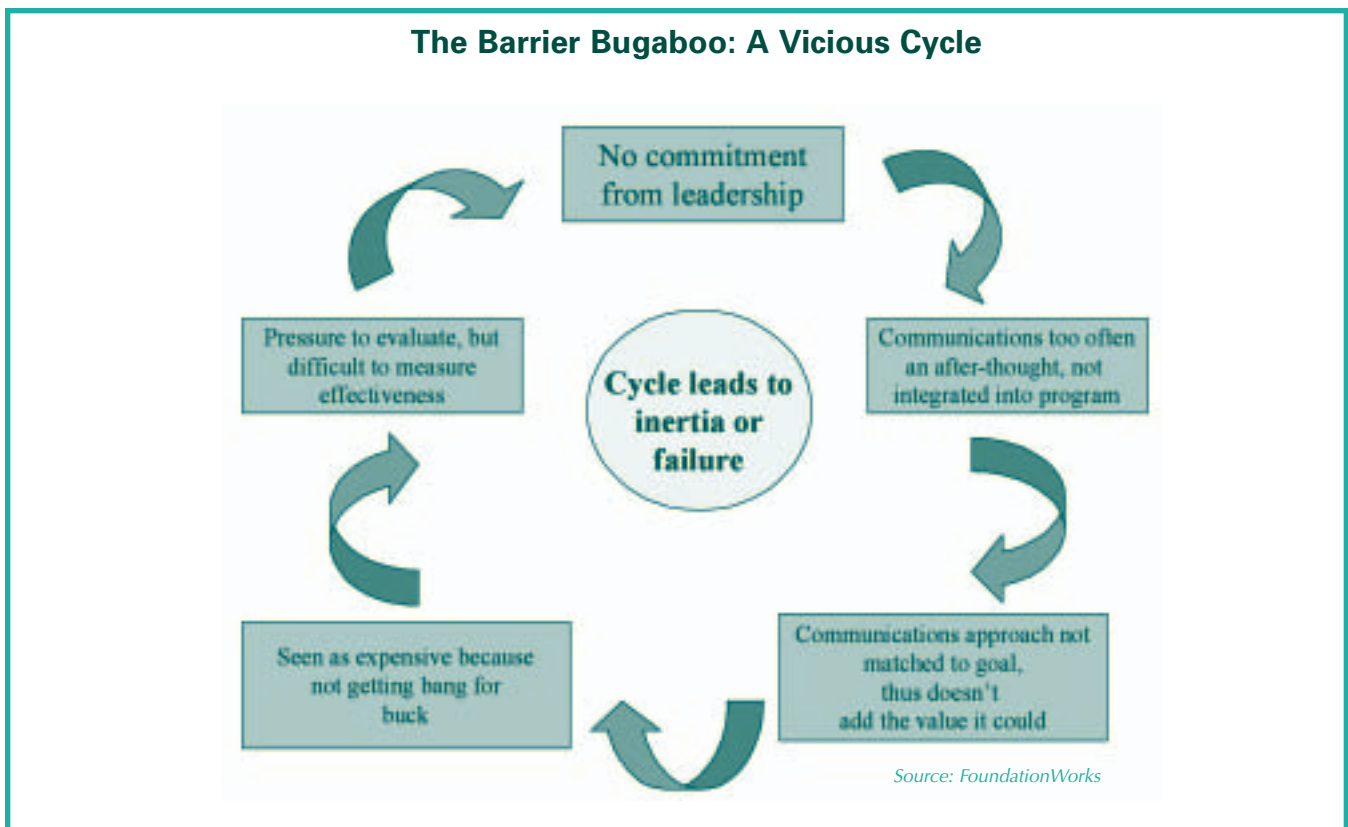 The Barrier Bugaboo: A Vicious Cycle
No commitment
from leadership
Communications too often
an after-thought, not
integrated into program
Communications approach not
matched to goal,
thus doesn't
add the value it could
Seen as expensive because
not getting bang for
buck
Pressure to evaluate, but
difficult to measure
effectiveness
Cycle leads to
inertia or
failure
Source: FoundationWorks